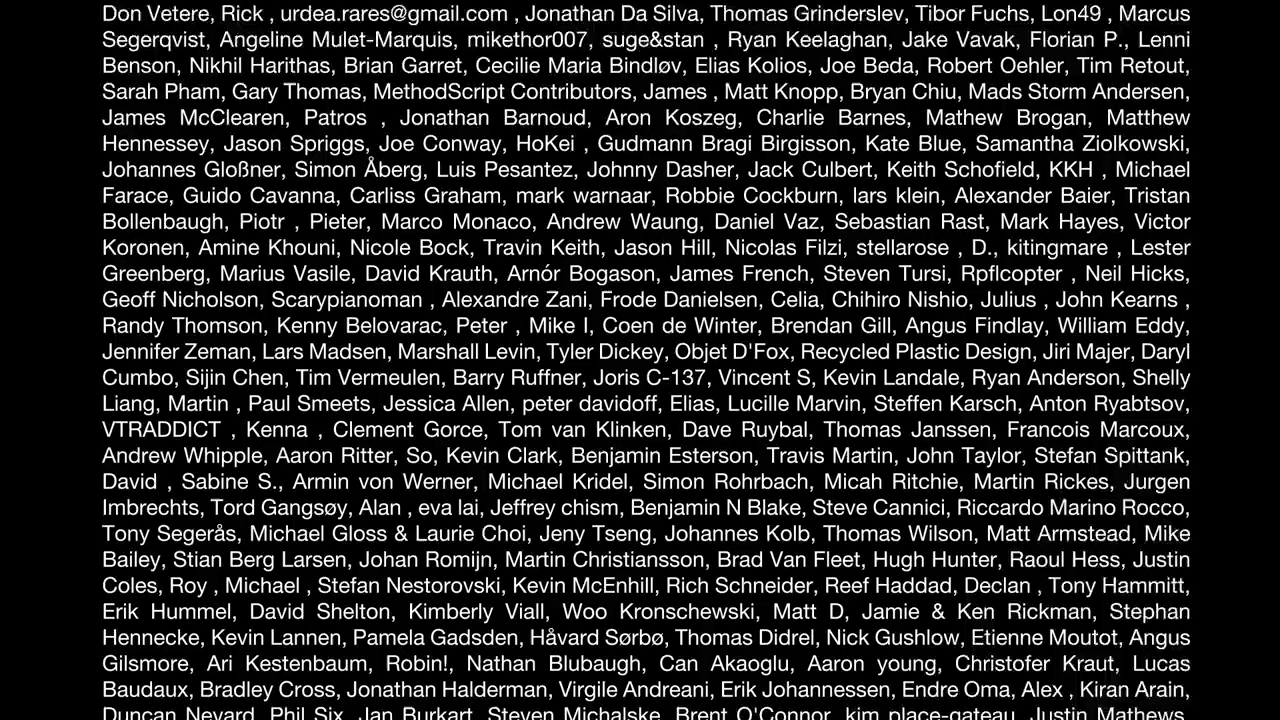 Don Vetere, Rick , urdea.rares@gmail.com , Jonathan Da Silva, Thomas Grinderslev, Tibor Fuchs, Lon49 , Marcus
Segerqvist, Angeline Mulet-Marquis, mikethor007, suge&stan , Ryan Keelaghan, Jake Vavak, Florian P., Lenni
Benson, Nikhil Harithas, Brian Garret, Cecilie Maria Bindløv, Elias Kolios, Joe Beda, Robert Oehler, Tim Retout,
Sarah Pham, Gary Thomas, MethodScript Contributors, James , Matt Knopp, Bryan Chiu, Mads Storm Andersen,
James McClearen, Patros , Jonathan Barnoud, Aron Koszeg, Charlie Barnes, Mathew Brogan, Matthew
Hennessey, Jason Spriggs, Joe Conway, HoKei , Gudmann Bragi Birgisson, Kate Blue, Samantha Ziolkowski,
Johannes Gloßner, Simon Åberg, Luis Pesantez, Johnny Dasher, Jack Culbert, Keith Schofield, KKH , Michael
Farace, Guido Cavanna, Carliss Graham, mark warnaar, Robbie Cockburn, lars klein, Alexander Baier, Tristan
Bollenbaugh, Piotr , Pieter, Marco Monaco, Andrew Waung, Daniel Vaz, Sebastian Rast, Mark Hayes, Victor
Koronen, Amine Khouni, Nicole Bock, Travin Keith, Jason Hill, Nicolas Filzi, stellarose , D., kitingmare , Lester
Greenberg, Marius Vasile, David Krauth, Arnór Bogason, James French, Steven Tursi, Rpflcopter , Neil Hicks,
Geoff Nicholson, Scarypianoman , Alexandre Zani, Frode Danielsen, Celia, Chihiro Nishio, Julius , John Kearns ,
Randy Thomson, Kenny Belovarac, Peter , Mike I, Coen de Winter, Brendan Gill, Angus Findlay, William Eddy,
Jennifer Zeman, Lars Madsen, Marshall Levin, Tyler Dickey, Objet D'Fox, Recycled Plastic Design, Jiri Majer, Daryl
Cumbo, Sijin Chen, Tim Vermeulen, Barry Ruffner, Joris C-137, Vincent S, Kevin Landale, Ryan Anderson, Shelly
Liang, Martin , Paul Smeets, Jessica Allen, peter davidoff, Elias, Lucille Marvin, Steffen Karsch, Anton Ryabtsov,
VTRADDICT , Kenna , Clement Gorce, Tom van Klinken, Dave Ruybal, Thomas Janssen, Francois Marcoux,
Andrew Whipple, Aaron Ritter, So, Kevin Clark, Benjamin Esterson, Travis Martin, John Taylor, Stefan Spittank,
David , Sabine S., Armin von Werner, Michael Kridel, Simon Rohrbach, Micah Ritchie, Martin Rickes, Jurgen
Imbrechts, Tord Gangsøy, Alan , eva lai, Jeffrey chism, Benjamin N Blake, Steve Cannici, Riccardo Marino Rocco,
Tony Segerås, Michael Gloss & Laurie Choi, Jeny Tseng, Johannes Kolb, Thomas Wilson, Matt Armstead, Mike
Bailey, Stian Berg Larsen, Johan Romijn, Martin Christiansson, Brad Van Fleet, Hugh Hunter, Raoul Hess, Justin
Coles, Roy , Michael , Stefan Nestorovski, Kevin McEnhill, Rich Schneider, Reef Haddad, Declan , Tony Hammitt,
Erik Hummel, David Shelton, Kimberly Viall, Woo Kronschewski, Matt D, Jamie & Ken Rickman, Stephan
Hennecke, Kevin Lannen, Pamela Gadsden, Håvard Sørbø, Thomas Didrel, Nick Gushlow, Etienne Moutot, Angus
Gilsmore, Ari Kestenbaum, Robin!, Nathan Blubaugh, Can Akaoglu, Aaron young, Christofer Kraut, Lucas
Baudaux, Bradley Cross, Jonathan Halderman, Virgile Andreani, Erik Johannessen, Endre Oma, Alex , Kiran Arain,
Duncan Nevard, Phil Six, Jan Burkart, Steven Michalske, Brent O'Connor, kim place-gateau, Justin Mathews,